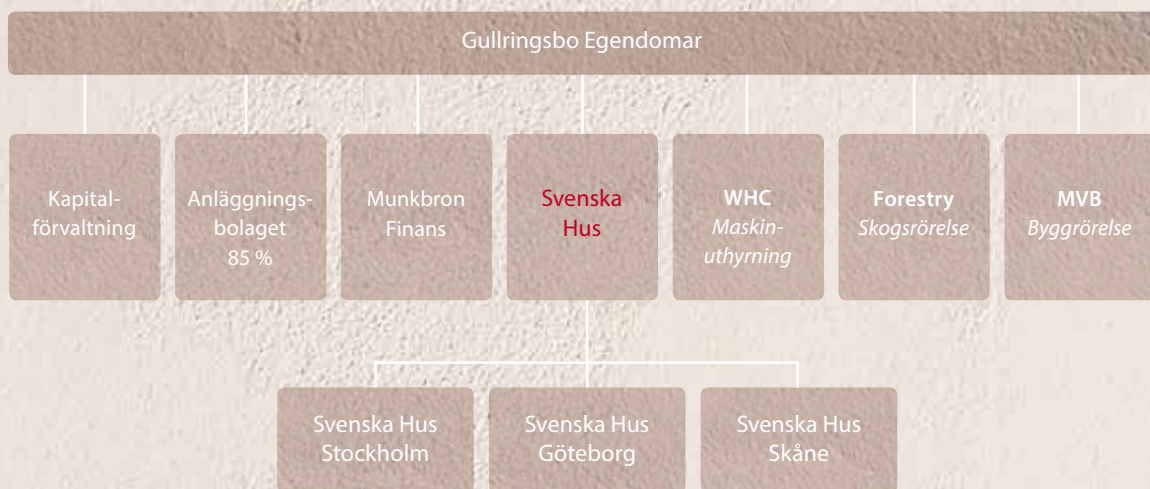 Gullringsbo Egendomar
Kapital-
förvaltning
Anläggnings-
bolaget
85 %
Munkbron
Finans
Svenska
Hus
WHC
Maskin-
uthyrning
Forestry
Skogsrörelse
MVB
Byggrörelse
Svenska Hus
Stockholm
Svenska Hus
Göteborg
Svenska Hus
Skåne